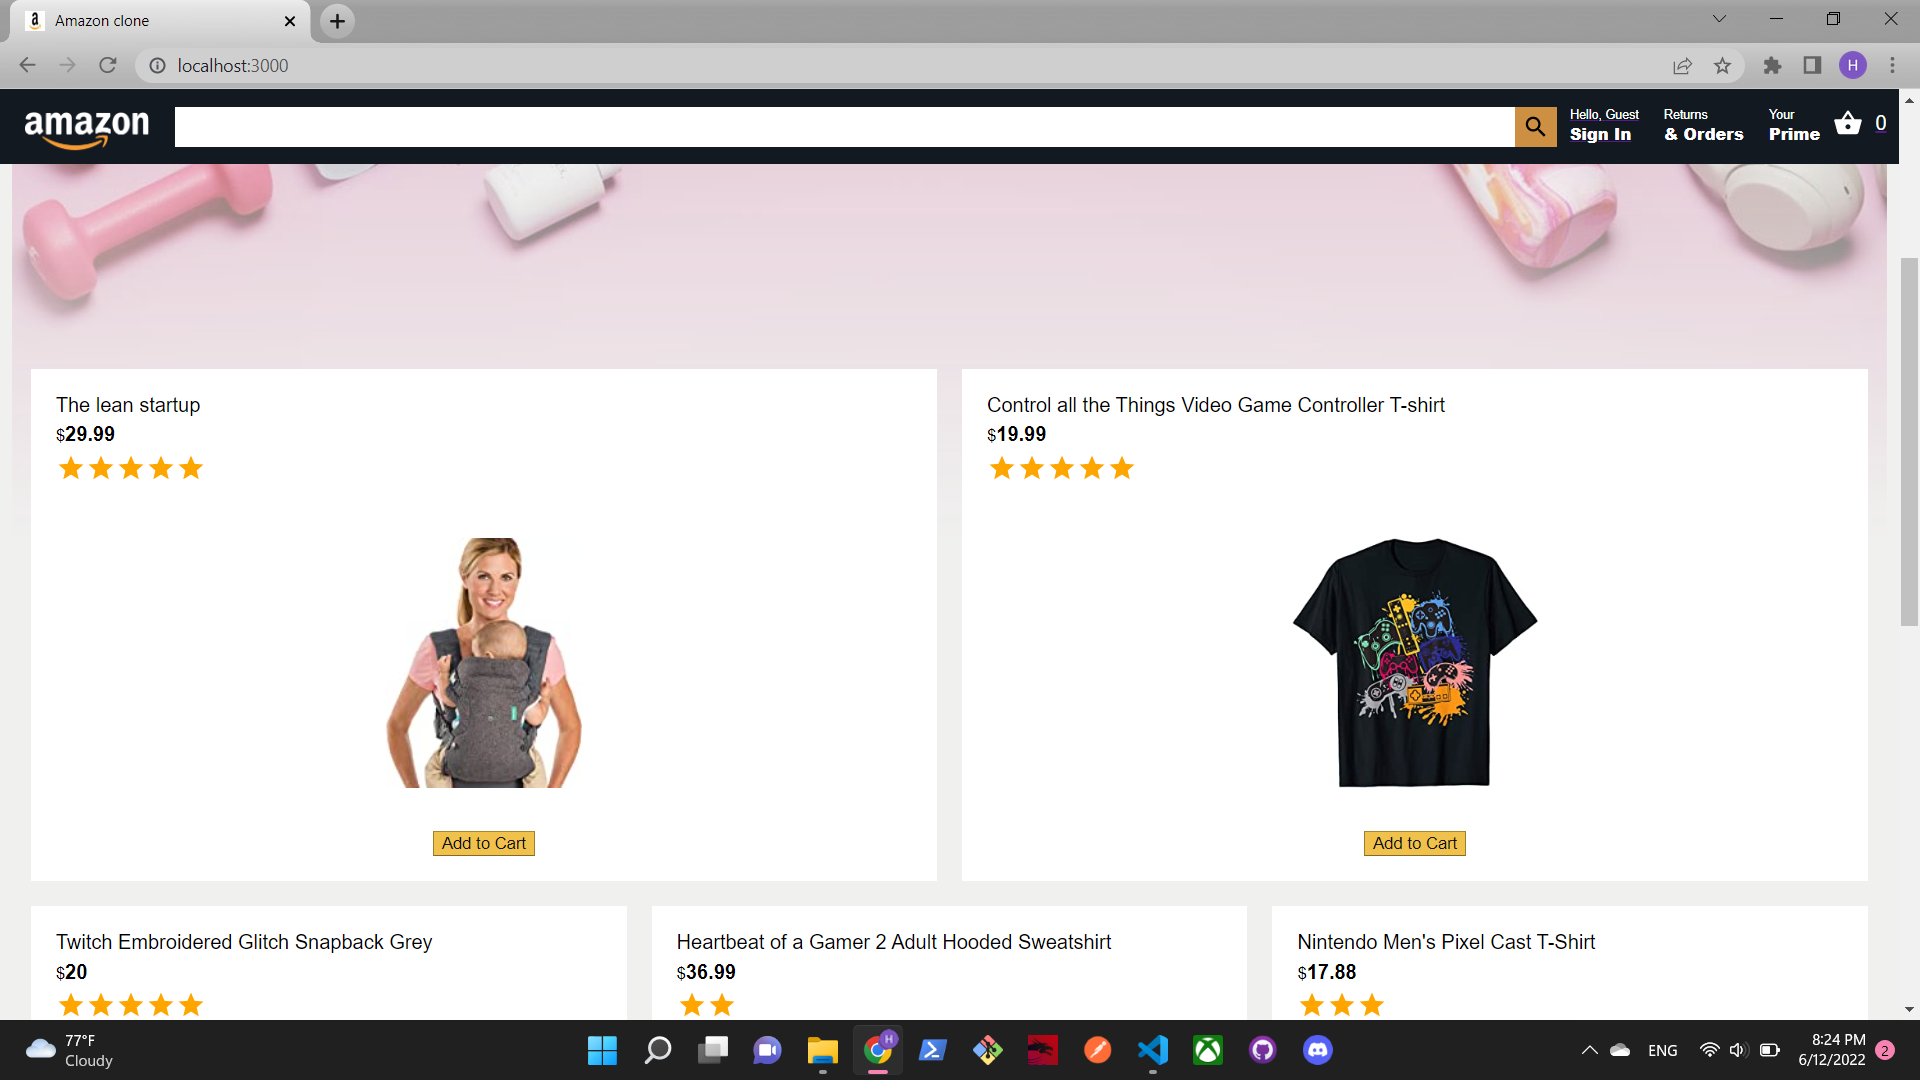 Amazon clone
localhost:3000
H
amazon
Hello, Guest
Sign In
Returns
& Orders
Your
Prime
0
The lean startup
$29.99
Add to Cart
Control all the Things Video Game Controller T-shirt
$19.99
Add to Cart
Twitch Embroidered Glitch Snapback Grey
$20
Heartbeat of a Gamer 2 Adult Hooded Sweatshirt
$36.99
Nintendo Men's Pixel Cast T-Shirt
$17.88
77°F
Cloudy
H
ENG
8:24 PM
6/12/2022
2